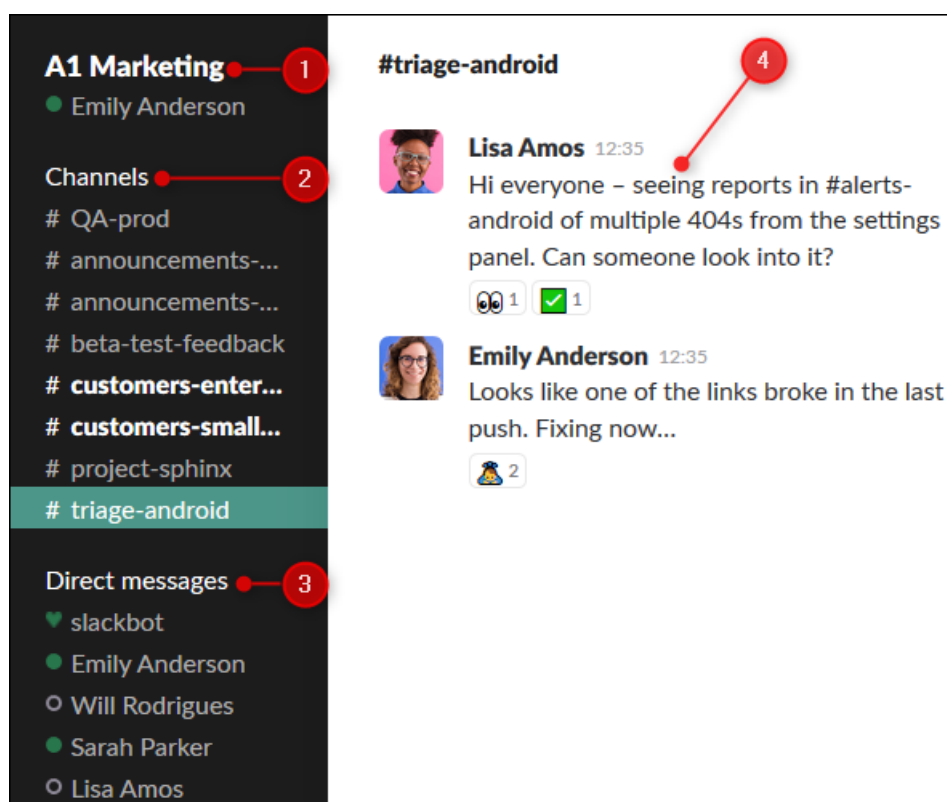 A1 Marketing
1
Emily Anderson
Channels
2
# QA-prod
# announcements-...
# announcements-...
# beta-test-feedback
# customers-enter...
# customers-small...
# project-sphinx
# triage-android
Direct messages
3
slackbot
Emily Anderson
Will Rodrigues
Sarah Parker
Lisa Amos
#triage-android
4
Lisa Amos 12:35
Hi everyone – seeing reports in #alerts-
android of multiple 404s from the settings
panel. Can someone look into it?
1 1
Emily Anderson 12:35
Looks like one of the links broke in the last
push. Fixing now...
2